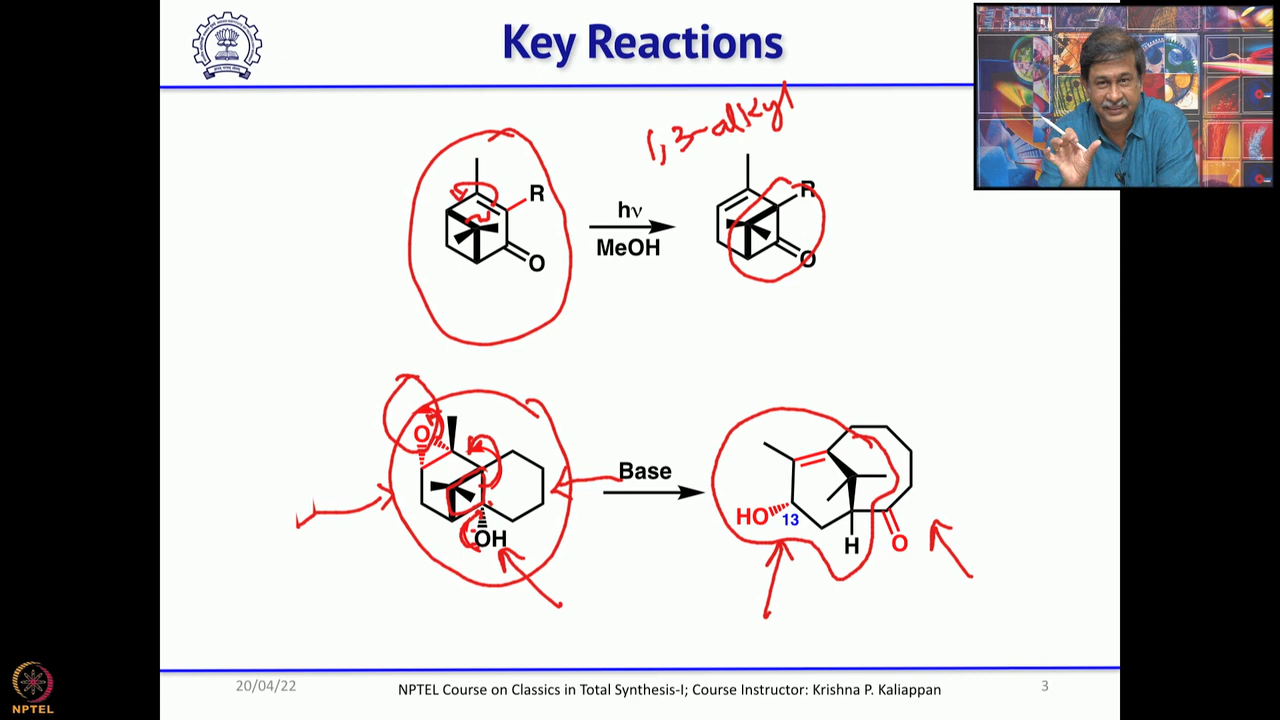 Key Reactions
1,3-alkyl
R
hν
MeOH
O
R
O
O
OH
Base
HO
13
H
O
20/04/22
NPTEL Course on Classics in Total Synthesis-I; Course Instructor: Krishna P. Kaliappan
3
NPTEL